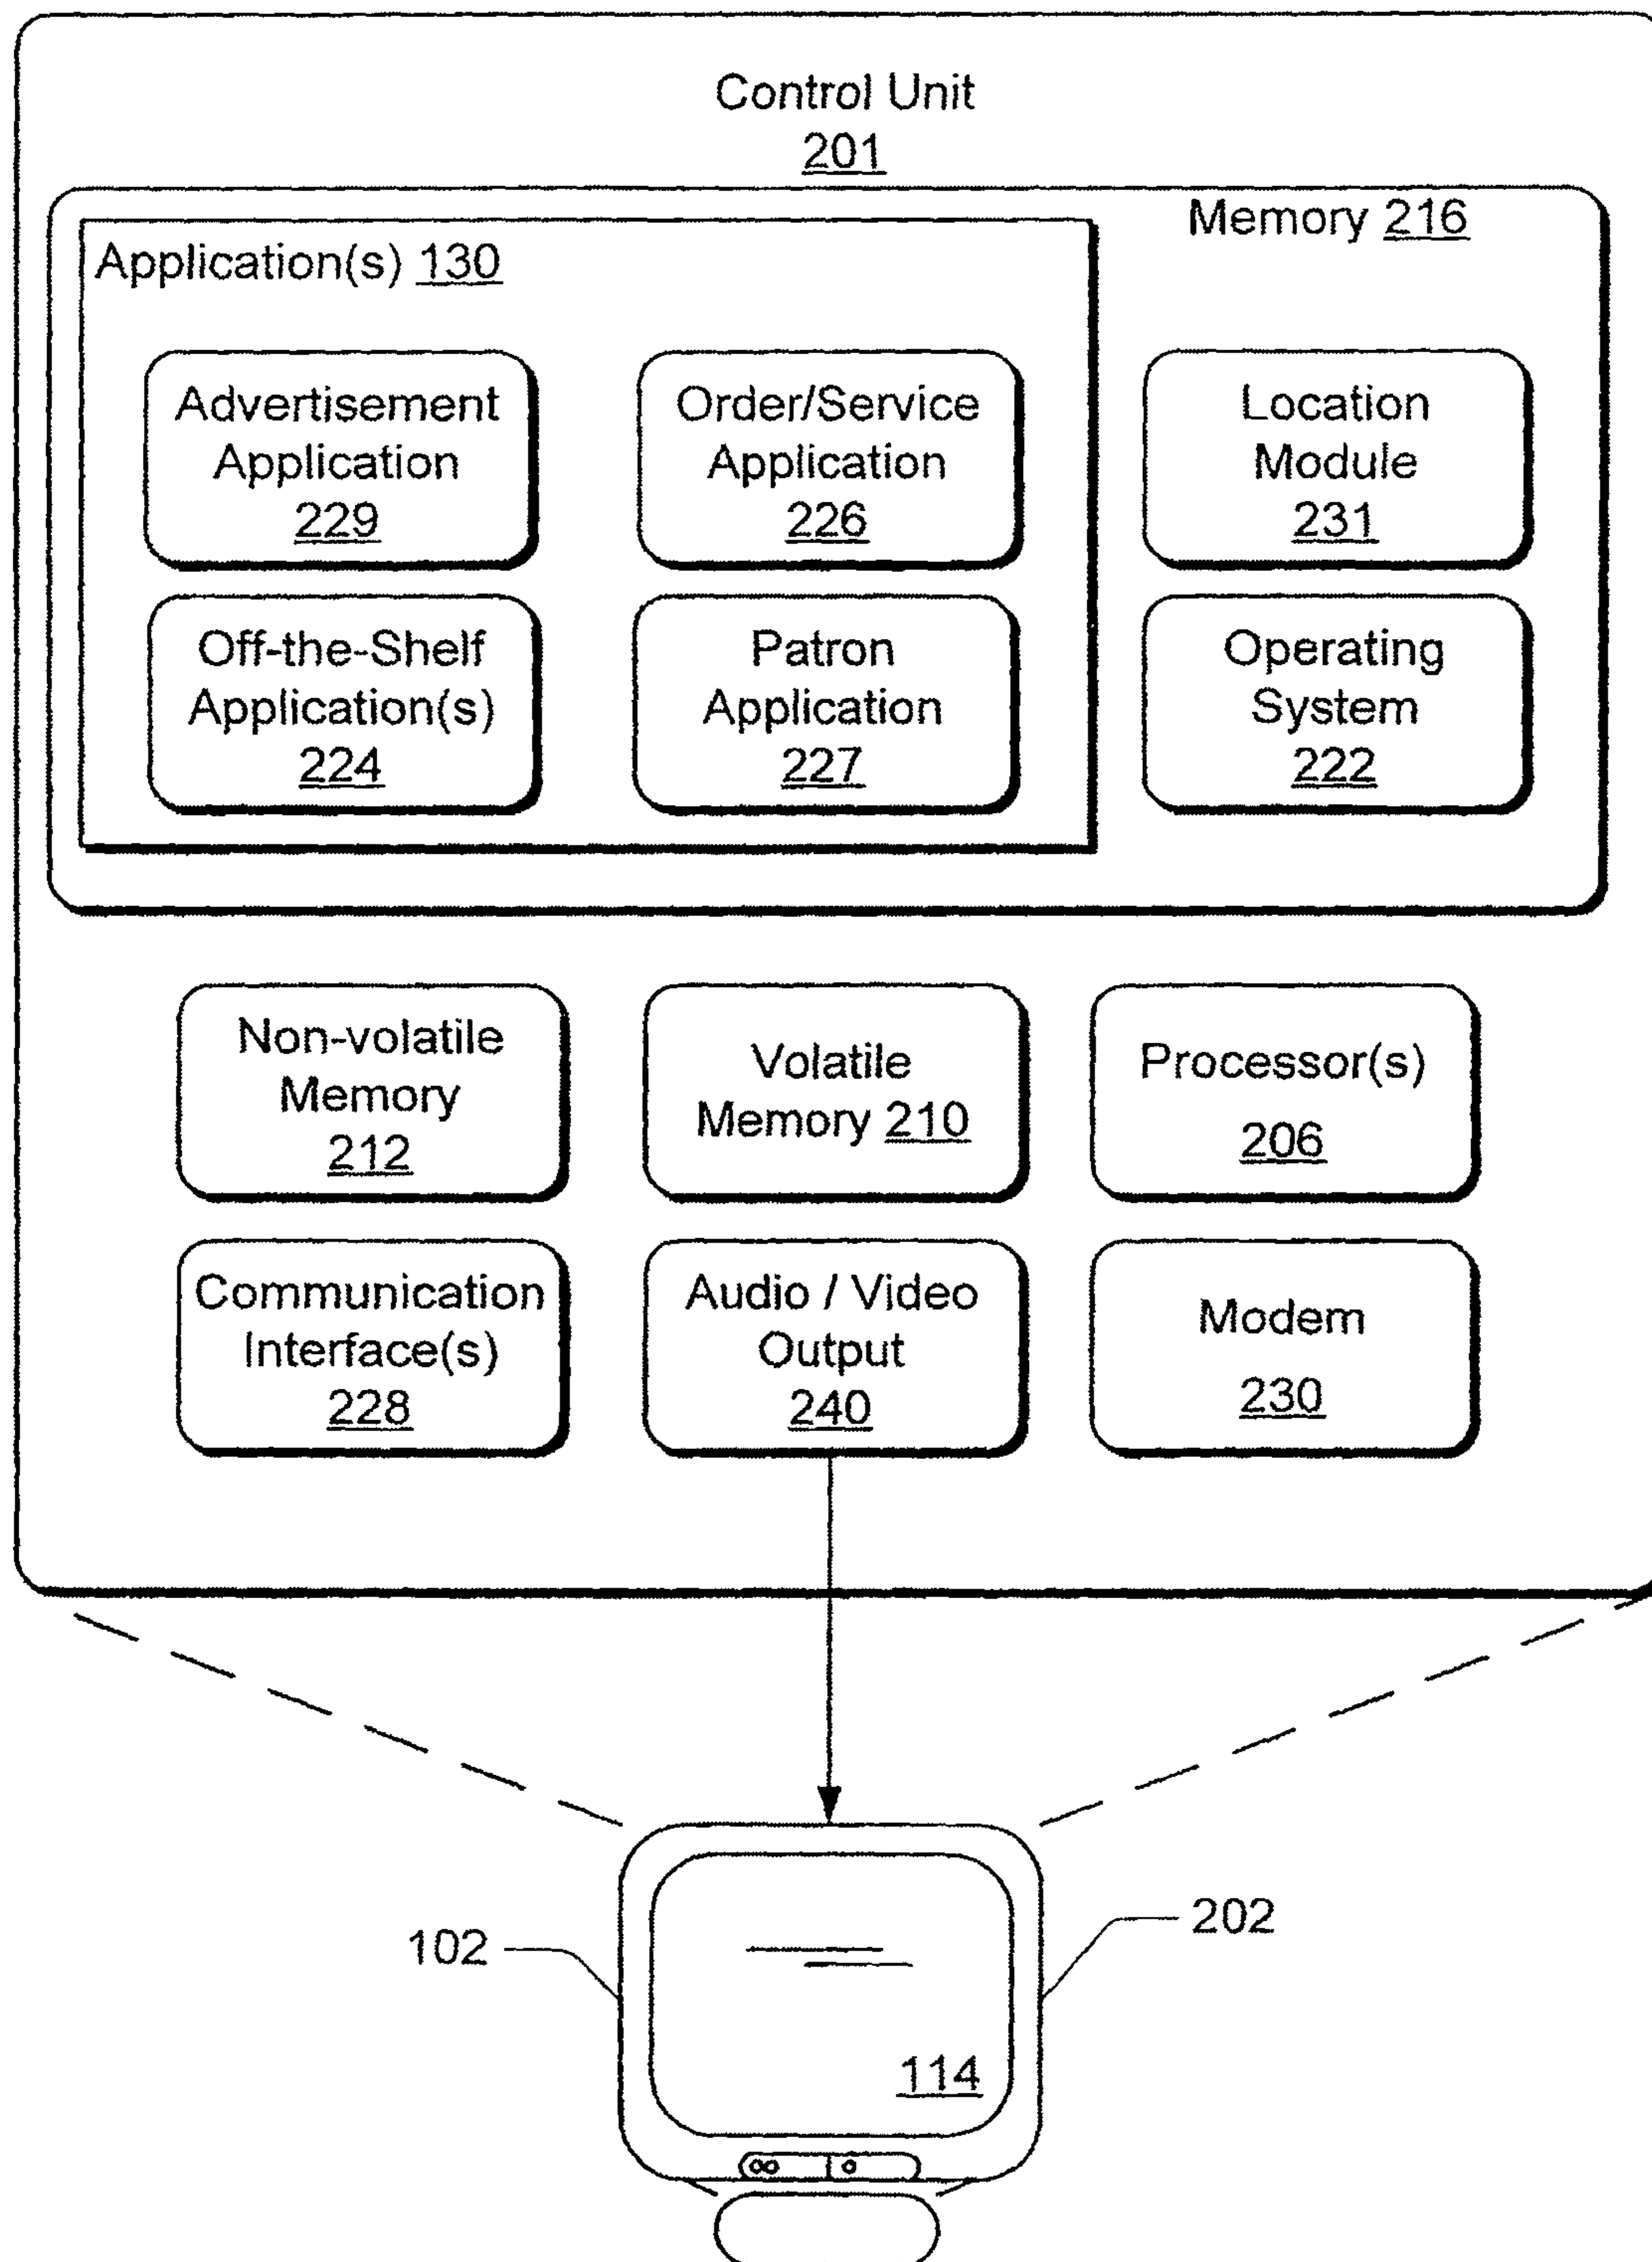 Control Unit
201
Memory 216
Application(s) 130
Advertisement
Application
229
Order/Service
Application
226
Location
Module
231
Off-the-Shelf
Application(s)
224
Patron
Application
227
Operating
System
222
Non-volatile
Memory
212
Volatile
Memory 210
Processor(s)
206
Communication
Interface(s)
228
Audio / Video
Output
240
Modem
230
102
202
114